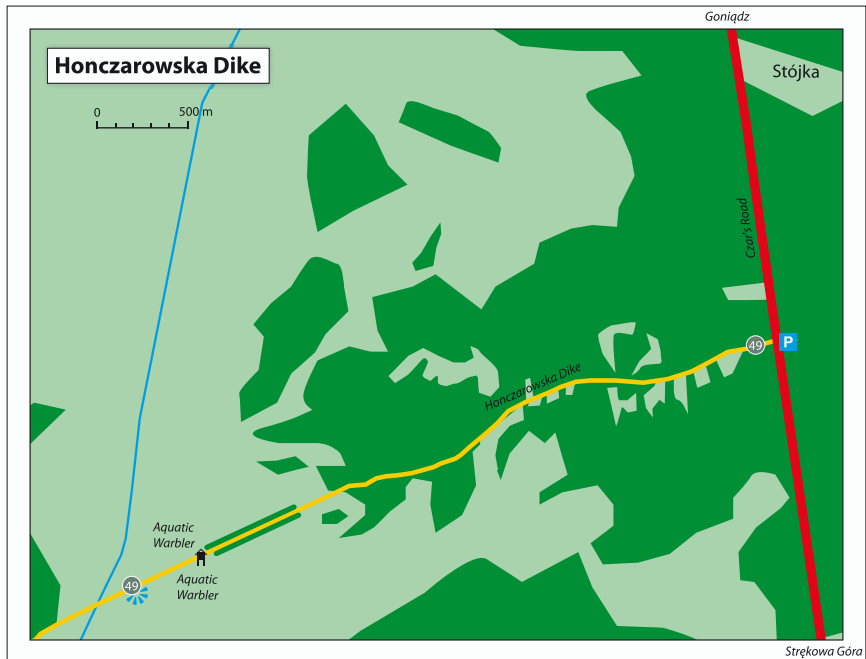 Goniądz
Honczarowska Dike
Stójka
0 500 m
Czar's Road
49
P
Honczarowska Dike
Aquatic
Warbler
Aquatic
Warbler
49
Strękowa Góra